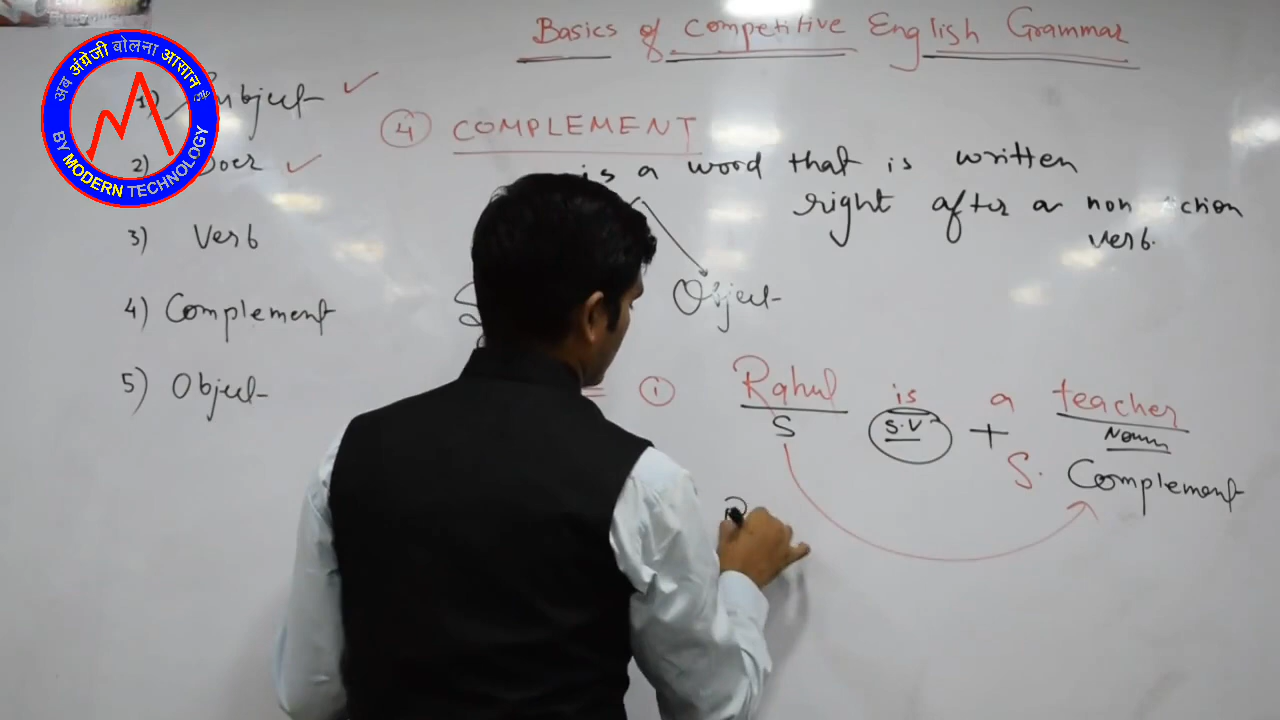 Basics of Competitive English Grammar
अब अंग्रेजी बोलना आसान है
BY MODERN TECHNOLOGY
1) Subject
2) Doer
3) Verb
4) Complement
5) Object
4 COMPLEMENT
is a word that is written
right after a non action
verb.
Object
1 Rahul is a teacher
S S.V + Noun
S. Complement